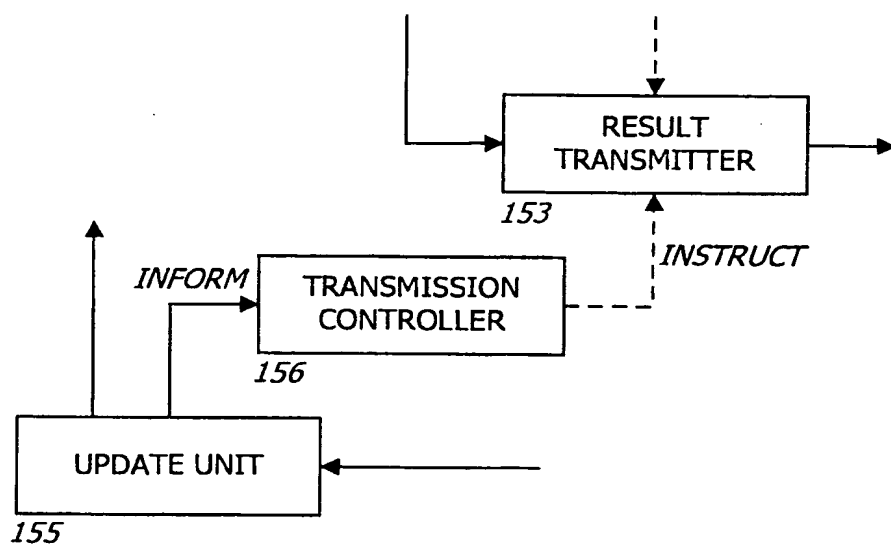 RESULT
TRANSMITTER
153
INSTRUCT
INFORM
TRANSMISSION
CONTROLLER
156
UPDATE UNIT
155